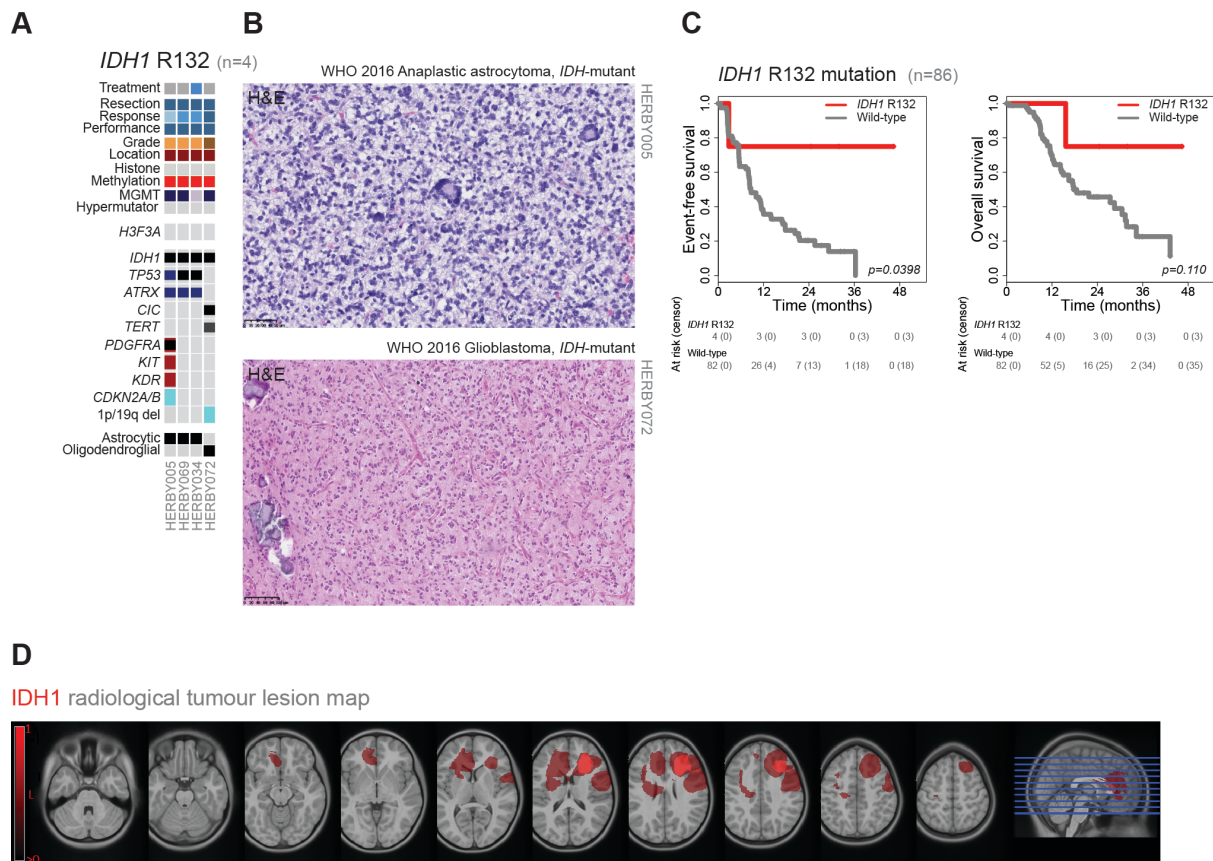 A
IDH1 R132 (n=4)
Treatment
Resection
Response
Performance
Grade
Location
Histone
Methylation
MGMT
Hypermutator
H3F3A
IDH1
TP53
ATRX
CIC
TERT
PDGFRA
KIT
KDR
CDKN2A/B
1p/19q del
Astrocytic
Oligodendroglial
HERBY005
HERBY069
HERBY034
HERBY072
B
WHO 2016 Anaplastic astrocytoma, IDH-mutant
H&E
HERBY005
WHO 2016 Glioblastoma, IDH-mutant
H&E
HERBY072
C
IDH1 R132 mutation (n=86)
IDH1 R132
Wild-type
Event-free survival
1.0
0.8
0.6
0.4
0.2
0.0
p=0.0398
0 12 24 36 48
Time (months)
At risk (censor)
IDH1 R132
4 (0) 3 (0) 3 (0) 0 (3) 0 (3)
Wild-type
82 (0) 26 (4) 7 (13) 1 (18) 0 (18)
IDH1 R132
Wild-type
Overall survival
1.0
0.8
0.6
0.4
0.2
0.0
p=0.110
0 12 24 36 48
Time (months)
At risk (censor)
IDH1 R132
4 (0) 4 (0) 3 (0) 0 (3) 0 (3)
Wild-type
82 (0) 52 (5) 16 (25) 2 (34) 0 (35)
D
IDH1 radiological tumour lesion map
1
L
>0